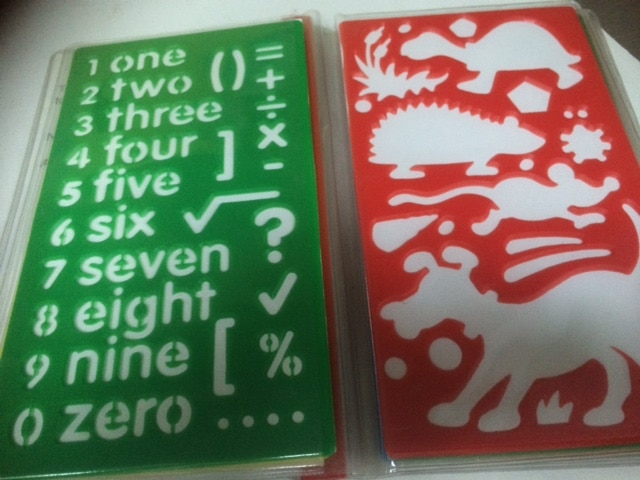 1 one ( ) =
2 two +
3 three ÷
4 four ] x
5 five -
6 six √ ?
7 seven
8 eight ✓
9 nine [ %
0 zero ....